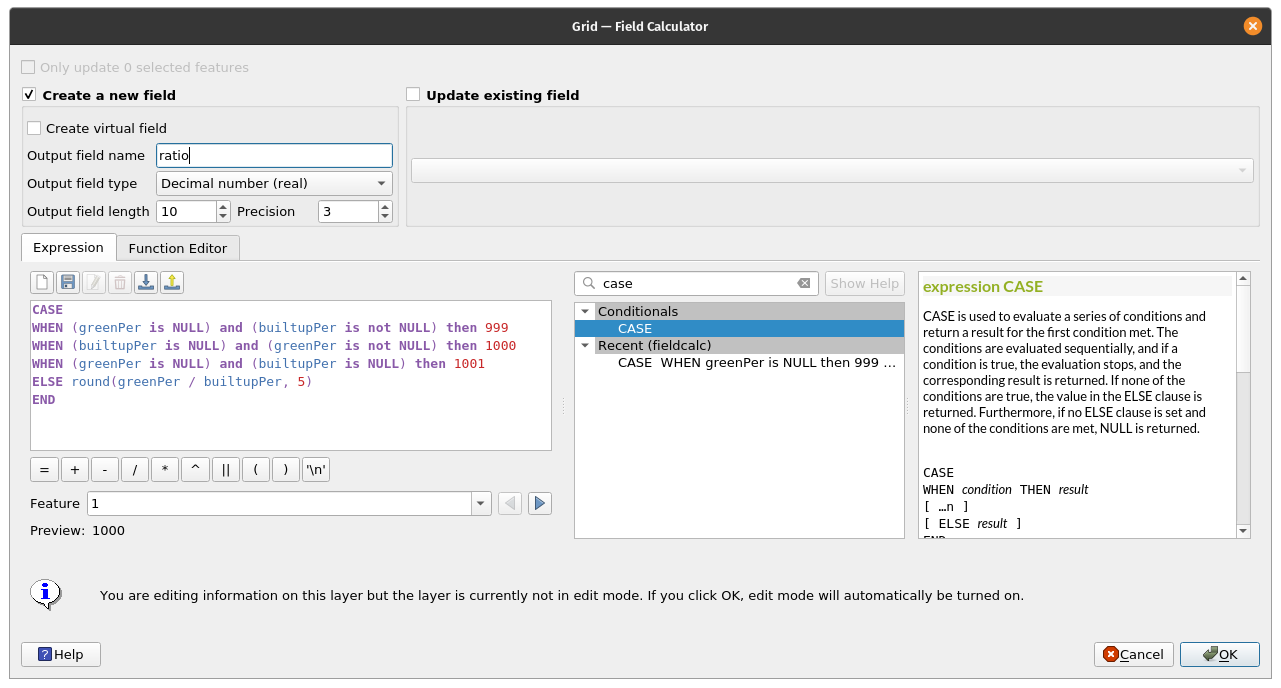 Grid — Field Calculator
Only update 0 selected features
Create a new field
Update existing field
Create virtual field
Output field name ratio
Output field type Decimal number (real)
Output field length 10 Precision 3
Expression Function Editor
CASE
WHEN (greenPer is NULL) and (builtupPer is not NULL) then 999
WHEN (builtupPer is NULL) and (greenPer is not NULL) then 1000
WHEN (greenPer is NULL) and (builtupPer is NULL) then 1001
ELSE round(greenPer / builtupPer, 5)
END
= + - / * ^ || ( ) '\n'
Feature 1
Preview: 1000
case Show Help
Conditionals
CASE
Recent (fieldcalc)
CASE WHEN greenPer is NULL then 999 …
expression CASE
CASE is used to evaluate a series of conditions and
return a result for the first condition met. The
conditions are evaluated sequentially, and if a
condition is true, the evaluation stops, and the
corresponding result is returned. If none of the
conditions are true, the value in the ELSE clause is
returned. Furthermore, if no ELSE clause is set and
none of the conditions are met, NULL is returned.
CASE
WHEN condition THEN result
[ …n ]
[ ELSE result ]
END
You are editing information on this layer but the layer is currently not in edit mode. If you click OK, edit mode will automatically be turned on.
Help
Cancel
OK